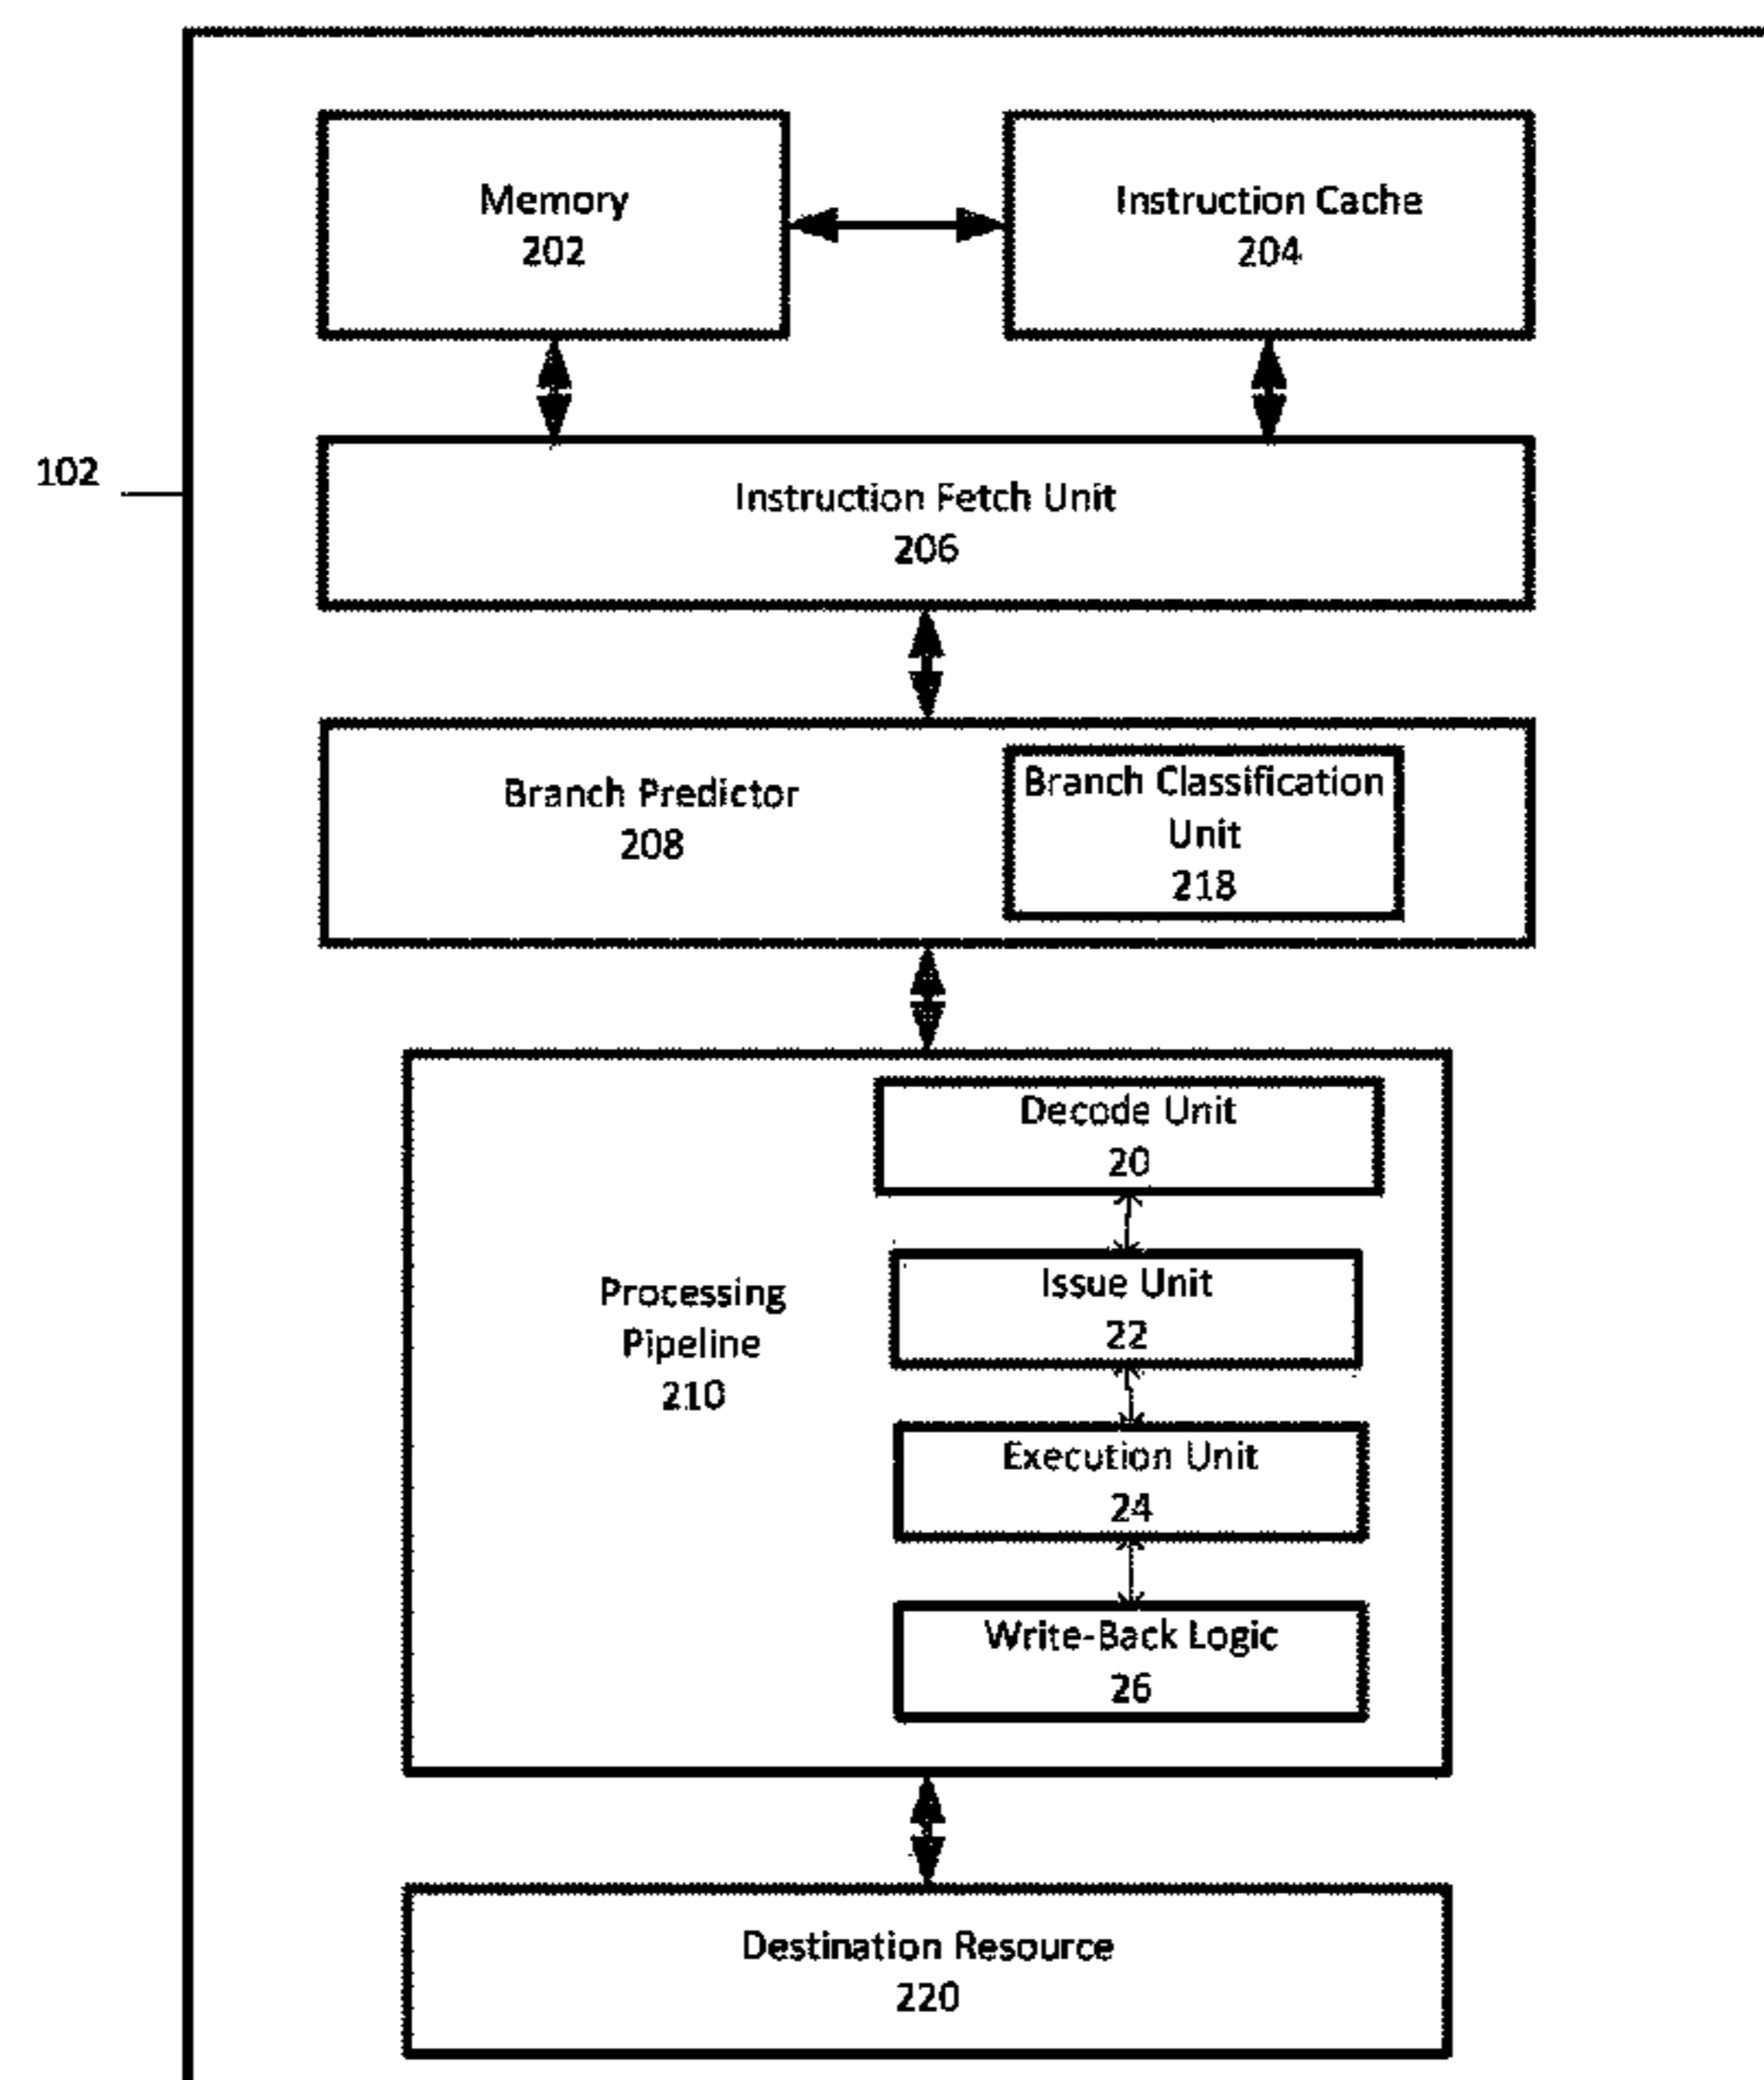 Memory
202
Instruction Cache
204
102
Instruction Fetch Unit
206
Branch Predictor
208
Branch Classification
Unit
218
Decode Unit
20
Issue Unit
22
Processing
Pipeline
210
Execution Unit
24
Write-Back Logic
26
Destination Resource
220